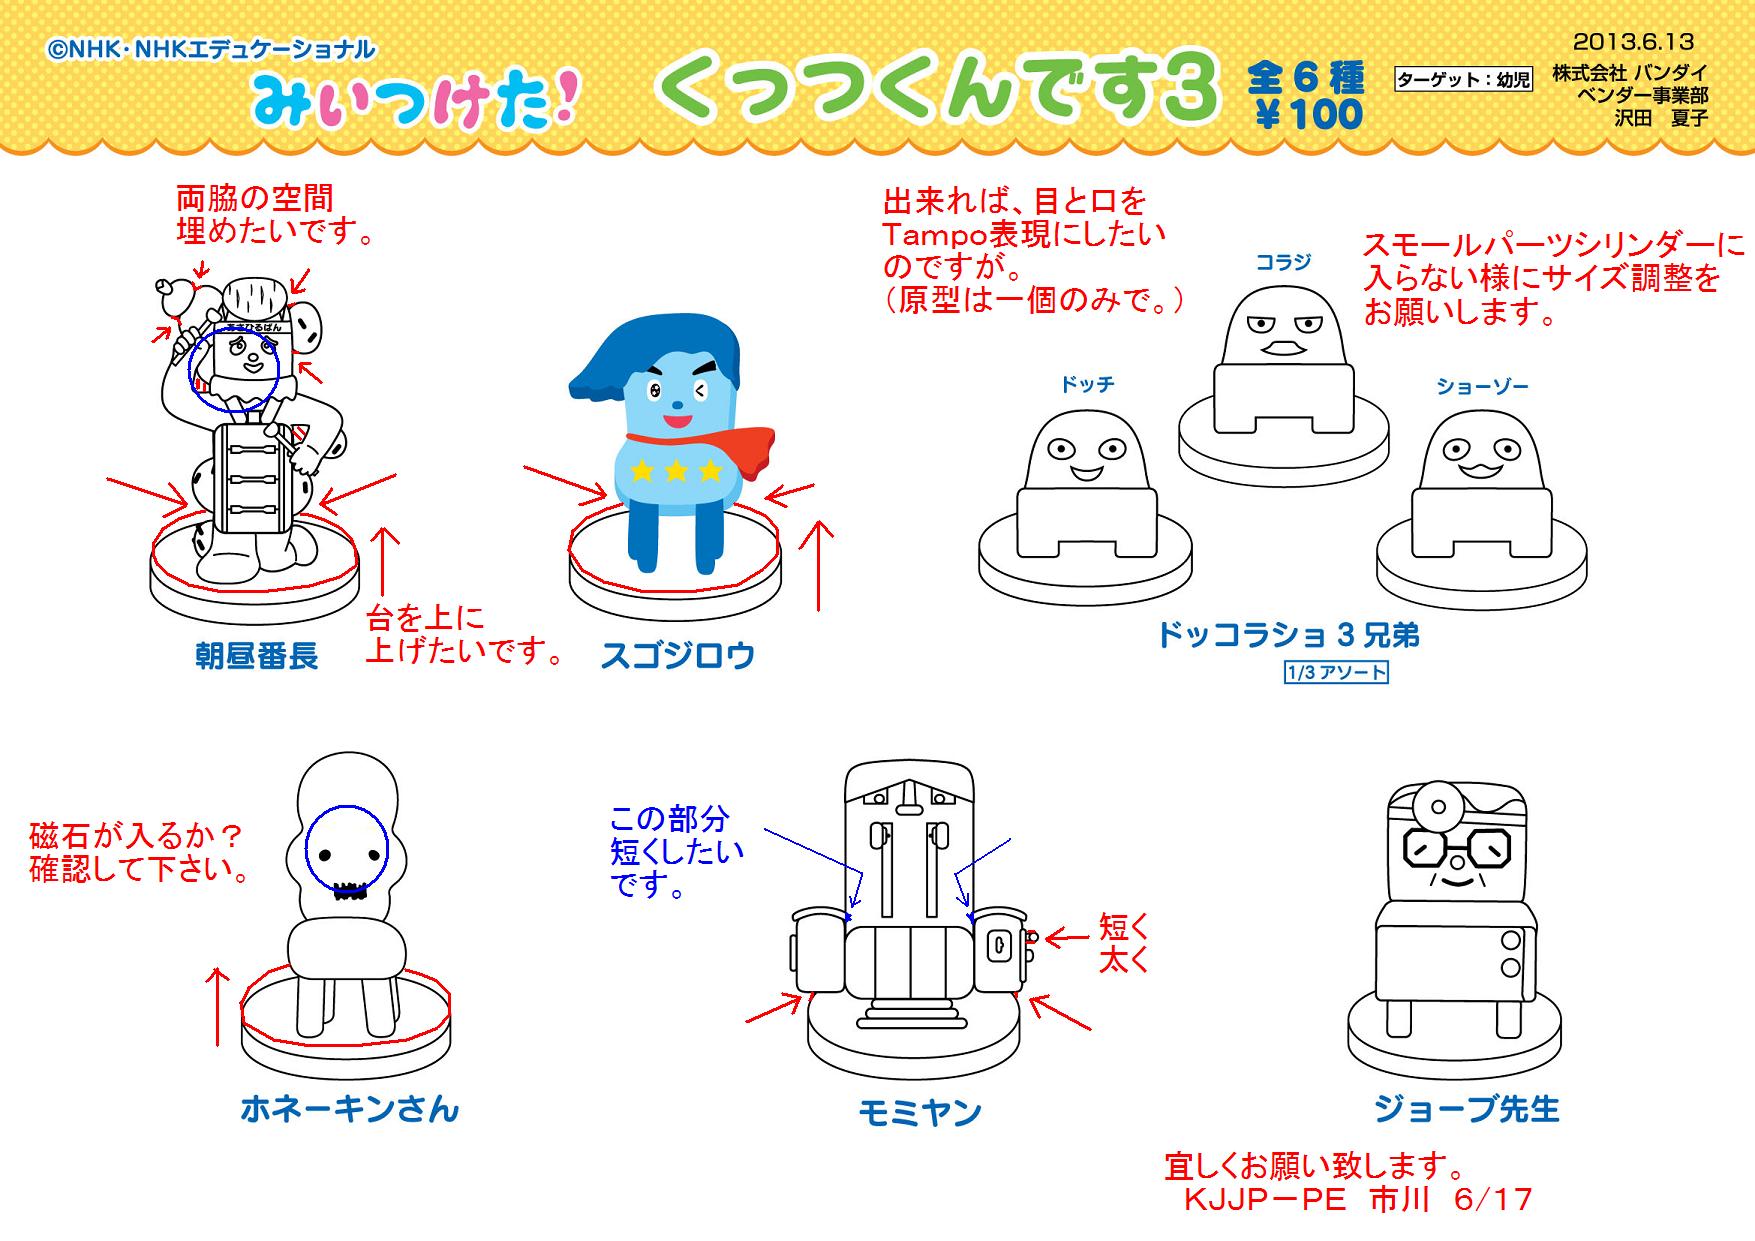 ©NHK・NHKエデュケーショナル
みいつけた!
くっつくんです3
全6種
¥100
ターゲット：幼児
2013.6.13
株式会社 バンダイ
ベンダー事業部
沢田　夏子
両脇の空間
埋めたいです。
あさひるばん
台を上に
上げたいです。
朝昼番長
スゴジロウ
出来れば、目と口を
Tampo表現にしたい
のですが。
（原型は一個のみで。）
スモールパーツシリンダーに
入らない様にサイズ調整を
お願いします。
コラジ
ドッチ
ショーゾー
ドッコラショ3兄弟
1/3アソート
磁石が入るか？
確認して下さい。
ホネーキンさん
この部分
短くしたい
です。
短く
太く
モミヤン
ジョーブ先生
宜しくお願い致します。
KJJP－PE　市川　6/17